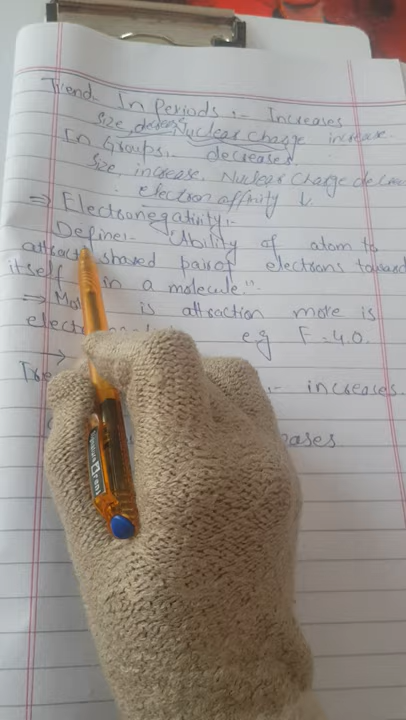 Trend- In Periods :- Increases
Size decreases Nuclear Charge increase.
In Groups:- decreases.
Size, increase. Nuclear Charge
electron affinity ↓.
⇒ Electronegativity:-
Define:- "Ability of atom to
attract shared pair of electrons toward
itself in a molecule".
⇒ is attraction more is
e.g F = 4.0.
→
:- increases.